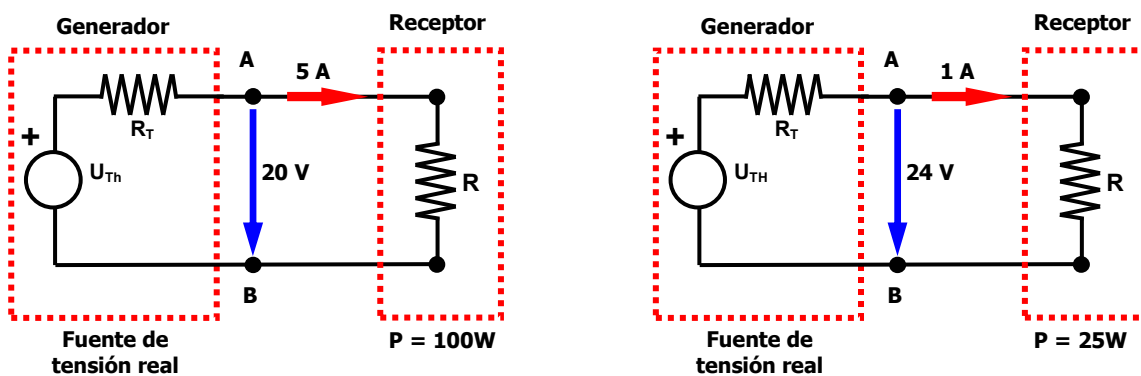 Generador
Receptor
A
5 A
+
R_T
U_Th
20 V
R
B
Fuente de
tensión real
P = 100W
Generador
Receptor
A
1 A
+
R_T
U_TH
24 V
R
B
Fuente de
tensión real
P = 25W